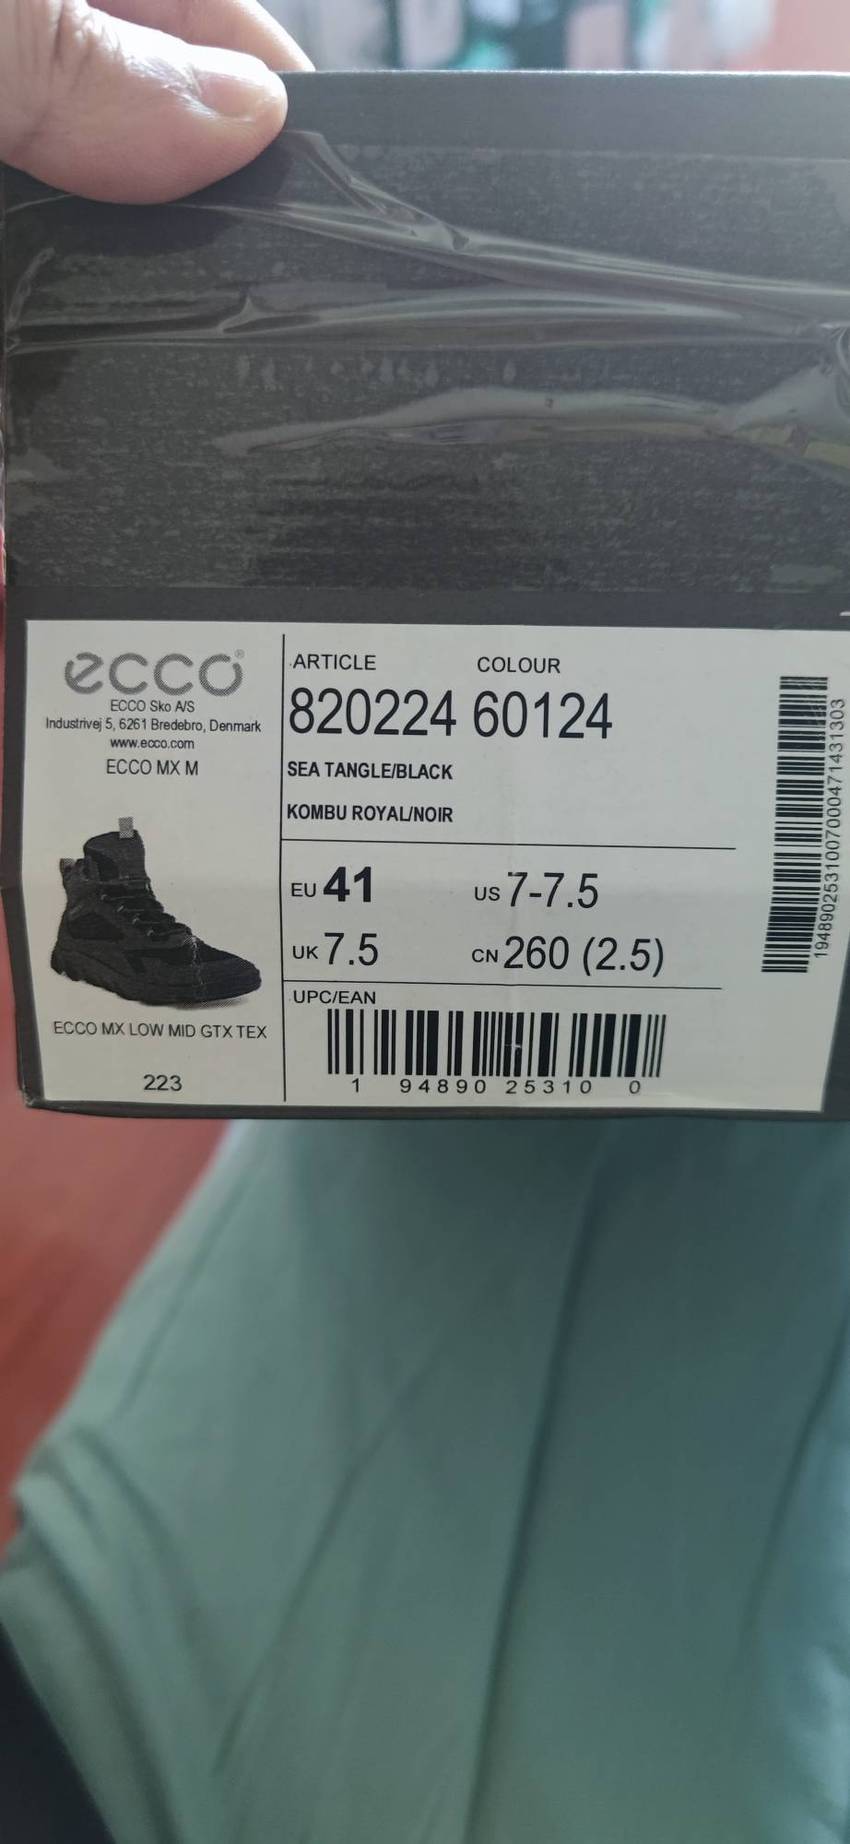 ecco®
ECCO Sko A/S
Industrivej 5, 6261 Bredebro, Denmark
www.ecco.com
ECCO MX M
ECCO MX LOW MID GTX TEX
223
ARTICLE COLOUR
820224 60124
SEA TANGLE/BLACK
KOMBU ROYAL/NOIR
EU 41 US 7-7.5
UK 7.5 CN 260 (2.5)
UPC/EAN
1 94890 25310 0
1948902531007000471431303